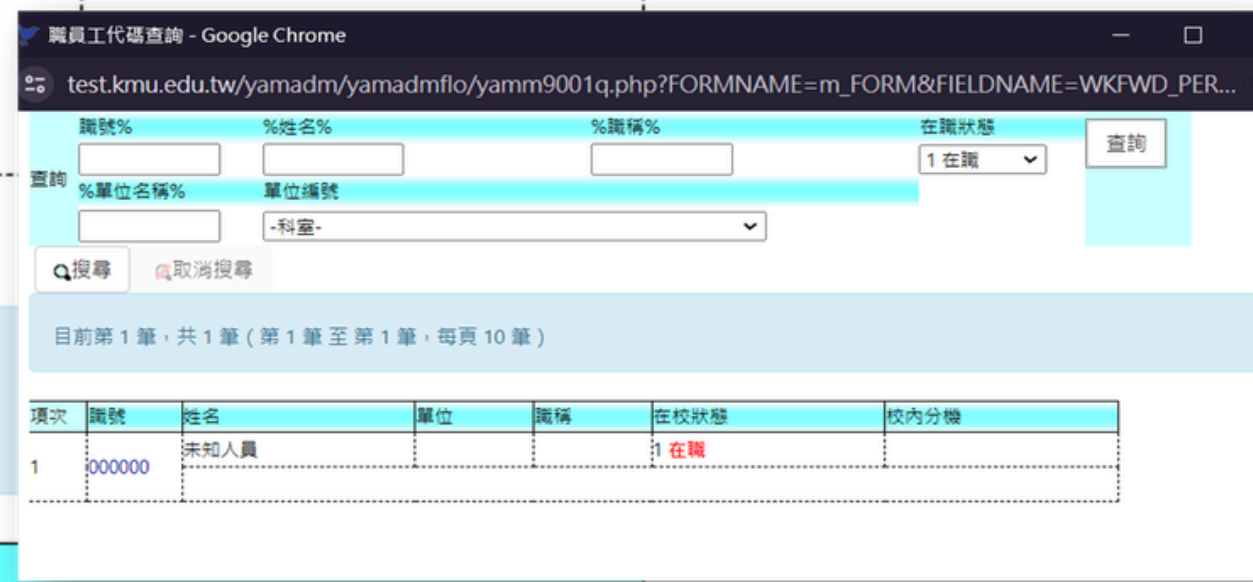 職員工代碼查詢 - Google Chrome
test.kmu.edu.tw/yamadm/yamadmflo/yamm9001q.php?FORMNAME=m_FORM&FIELDNAME=WKFWD_PER...
職號% %姓名% %職稱% 在職狀態
查詢 1 在職 查詢
%單位名稱% 單位編號
-科室-
搜尋 取消搜尋
目前第 1 筆，共 1 筆 ( 第 1 筆 至 第 1 筆，每頁 10 筆 )
項次 職號 姓名 單位 職稱 在校狀態 校內分機
1 000000 未知人員 1 在職